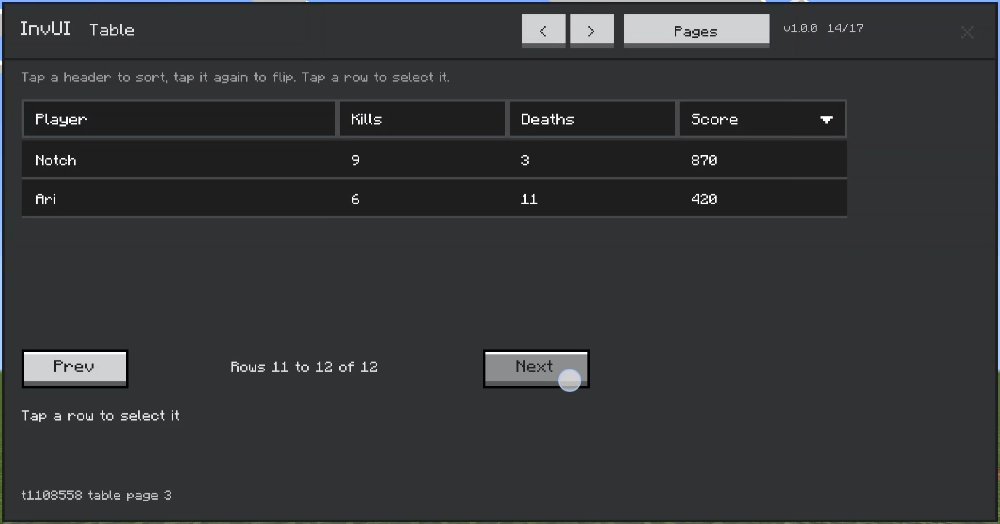 InvUI Table < > Pages v1.0.0 14/17
Tap a header to sort, tap it again to flip. Tap a row to select it.
Player Kills Deaths Score
Notch 9 3 870
Ari 6 11 420
Prev Rows 11 to 12 of 12 Next
Tap a row to select it
t1108558 table page 3